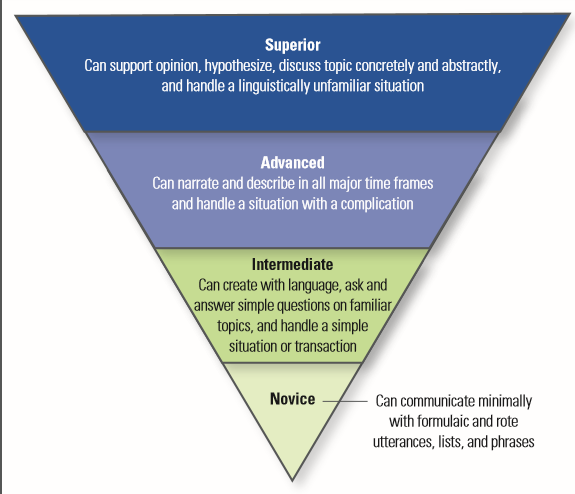 Superior
Can support opinion, hypothesize, discuss topic concretely and abstractly,
and handle a linguistically unfamiliar situation
Advanced
Can narrate and describe in all major time frames
and handle a situation with a complication
Intermediate
Can create with language, ask and
answer simple questions on familiar
topics, and handle a simple
situation or transaction
Novice
Can communicate minimally
with formulaic and rote
utterances, lists, and phrases